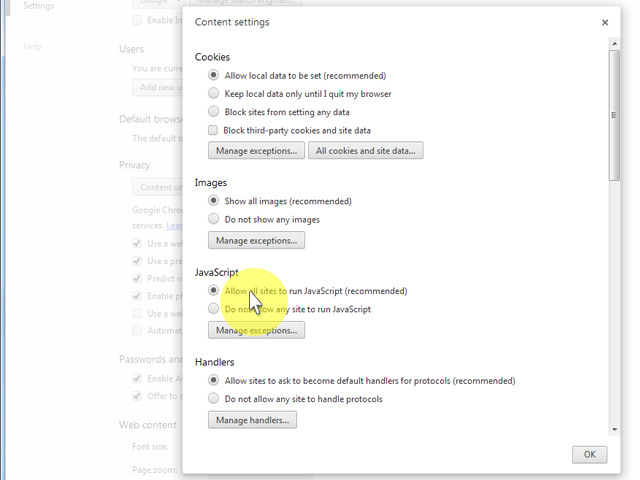 Settings
Google
Manage search engines...
Enable In
Help
Content settings
Cookies
Allow local data to be set (recommended)
Keep local data only until I quit my browser
Block sites from setting any data
Block third-party cookies and site data
Manage exceptions...
All cookies and site data...
Images
Show all images (recommended)
Do not show any images
Manage exceptions...
JavaScript
Allow all sites to run JavaScript (recommended)
Do not allow any site to run JavaScript
Manage exceptions...
Handlers
Allow sites to ask to become default handlers for protocols (recommended)
Do not allow any site to handle protocols
Manage handlers...
OK
Users
You are curre
Add new u
Default brows
The default b
Privacy
Content se
Google Chro
services. Lea
Use a we
Use a pre
Predict n
Enable p
Use a we
Automat
Passwords an
Enable Au
Offer to s
Web content
Font size:
Page zoom: